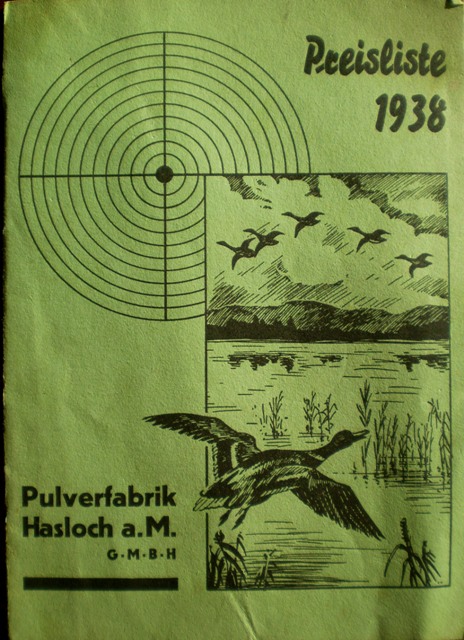 Preisliste
1938
Pulverfabrik
Hasloch a.M.
G·M·B·H